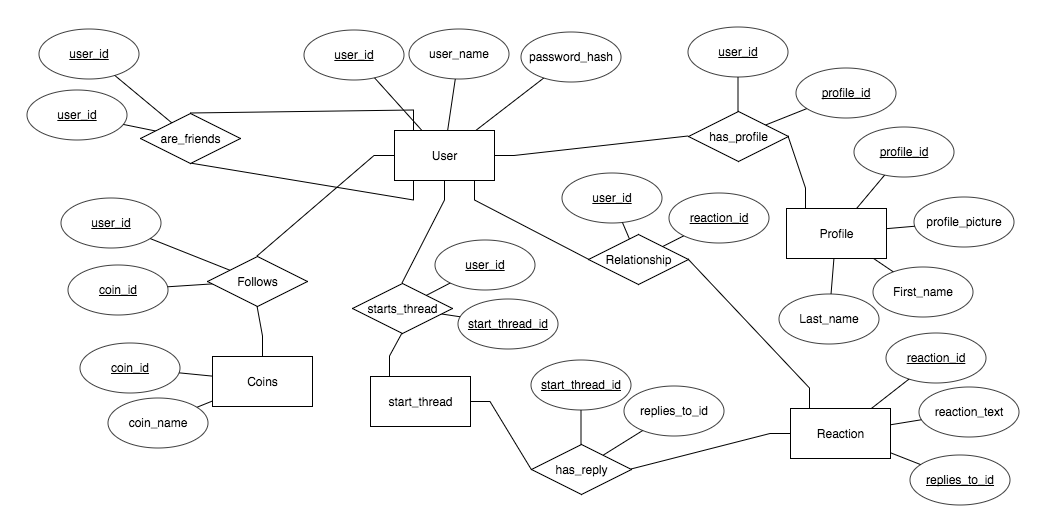 user_id
user_id
user_name
password_hash
user_id
profile_id
user_id
are_friends
has_profile
User
profile_id
user_id
reaction_id
user_id
profile_picture
Profile
Relationship
user_id
coin_id
Follows
First_name
starts_thread
start_thread_id
Last_name
coin_id
Coins
reaction_id
start_thread_id
start_thread
replies_to_id
reaction_text
coin_name
Reaction
has_reply
replies_to_id